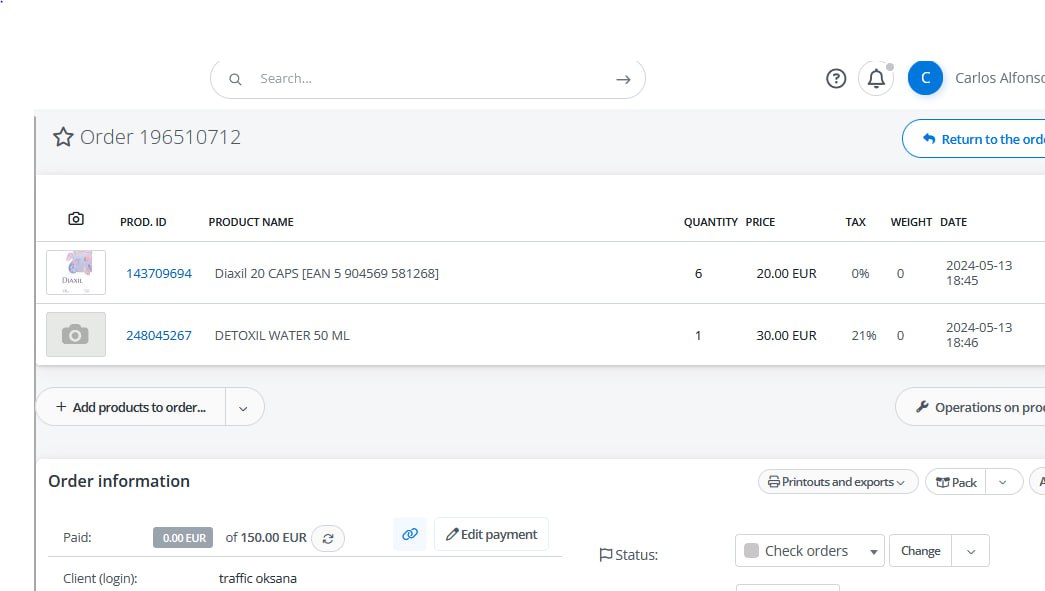 Search...
C
Carlos Alfonso
Order 196510712
Return to the orde
PROD. ID PRODUCT NAME QUANTITY PRICE TAX WEIGHT DATE
DIAXIL
143709694 Diaxil 20 CAPS [EAN 5 904569 581268] 6 20.00 EUR 0% 0 2024-05-13
18:45
248045267 DETOXIL WATER 50 ML 1 30.00 EUR 21% 0 2024-05-13
18:46
+ Add products to order...
Operations on prod
Order information
Printouts and exports
Pack
A
Paid: 0.00 EUR of 150.00 EUR
Edit payment
Status: Check orders Change
Client (login): traffic oksana